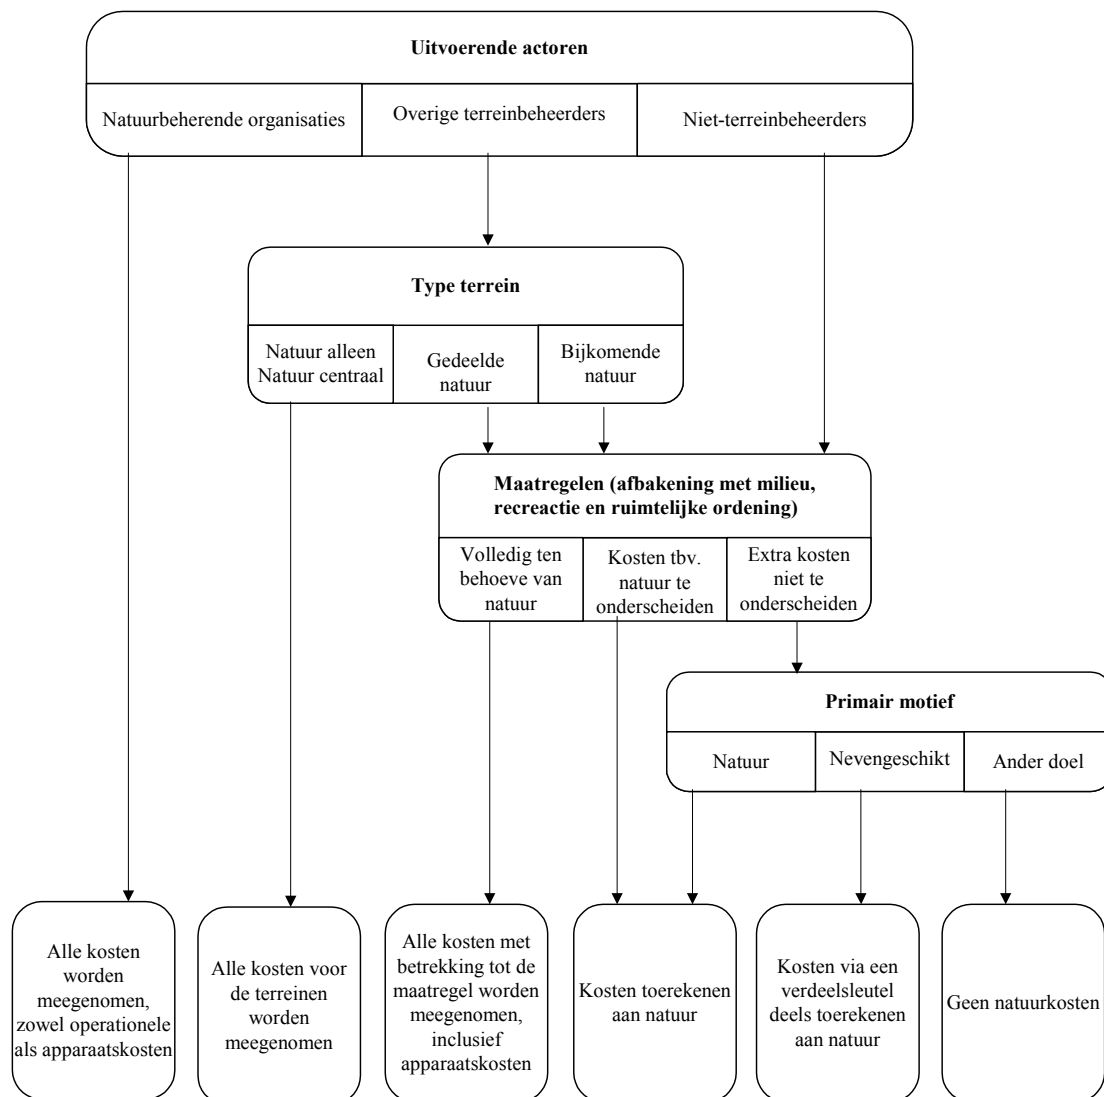 Uitvoerende actoren
Natuurbeherende organisaties
Overige terreinbeheerders
Niet-terreinbeheerders
Type terrein
Natuur alleen
Natuur centraal
Gedeelde
natuur
Bijkomende
natuur
Maatregelen (afbakening met milieu,
recreactie en ruimtelijke ordening)
Volledig ten
behoeve van
natuur
Kosten tbv.
natuur te
onderscheiden
Extra kosten
niet te
onderscheiden
Primair motief
Natuur
Nevengeschikt
Ander doel
Alle kosten
worden
meegenomen,
zowel operationele
als apparaatskosten
Alle kosten voor
de terreinen
worden
meegenomen
Alle kosten met
betrekking tot de
maatregel worden
meegenomen,
inclusief
apparaatskosten
Kosten toerekenen
aan natuur
Kosten via een
verdeelsleutel
deels toerekenen
aan natuur
Geen natuurkosten